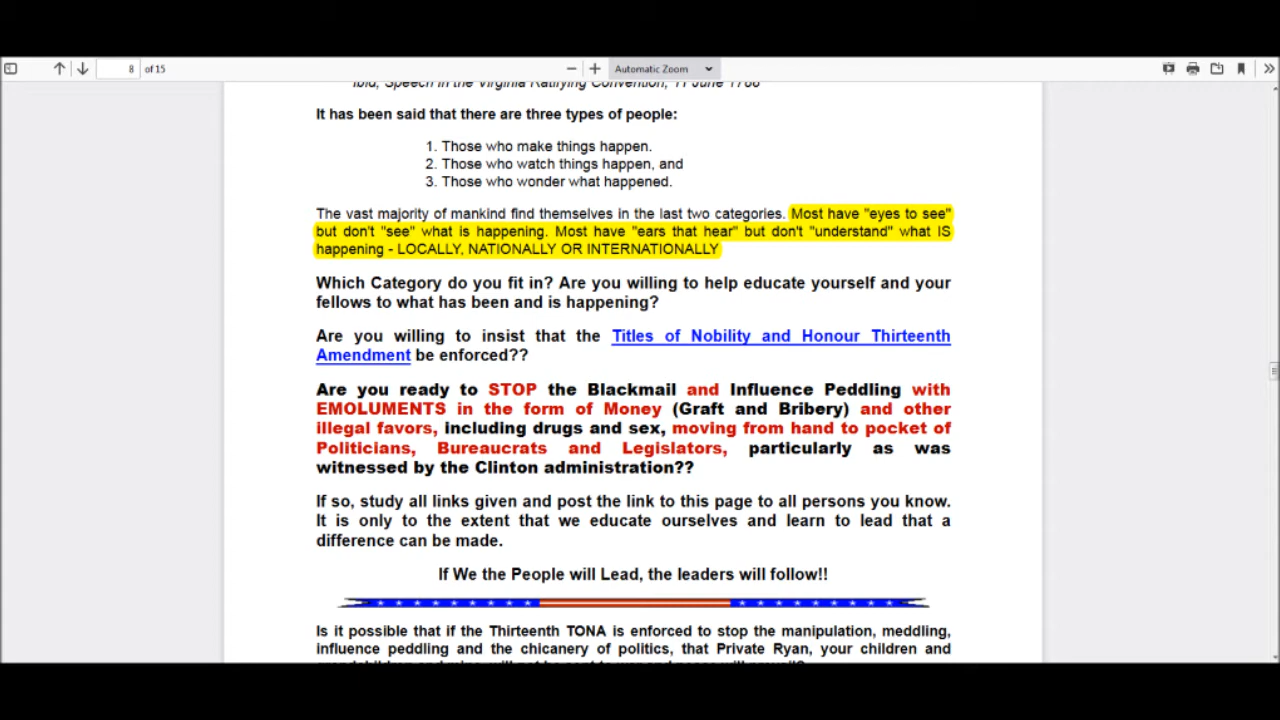 8 of 15
Automatic Zoom
Ibid, Speech in the Virginia Ratifying Convention, 11 June 1788
It has been said that there are three types of people:
1. Those who make things happen.
2. Those who watch things happen, and
3. Those who wonder what happened.
The vast majority of mankind find themselves in the last two categories. Most have "eyes to see"
but don't "see" what is happening. Most have "ears that hear" but don't "understand" what IS
happening - LOCALLY, NATIONALLY OR INTERNATIONALLY
Which Category do you fit in? Are you willing to help educate yourself and your
fellows to what has been and is happening?
Are you willing to insist that the Titles of Nobility and Honour Thirteenth
Amendment be enforced??
Are you ready to STOP the Blackmail and Influence Peddling with
EMOLUMENTS in the form of Money (Graft and Bribery) and other
illegal favors, including drugs and sex, moving from hand to pocket of
Politicians, Bureaucrats and Legislators, particularly as was
witnessed by the Clinton administration??
If so, study all links given and post the link to this page to all persons you know.
It is only to the extent that we educate ourselves and learn to lead that a
difference can be made.
If We the People will Lead, the leaders will follow!!
Is it possible that if the Thirteenth TONA is enforced to stop the manipulation, meddling,
influence peddling and the chicanery of politics, that Private Ryan, your children and